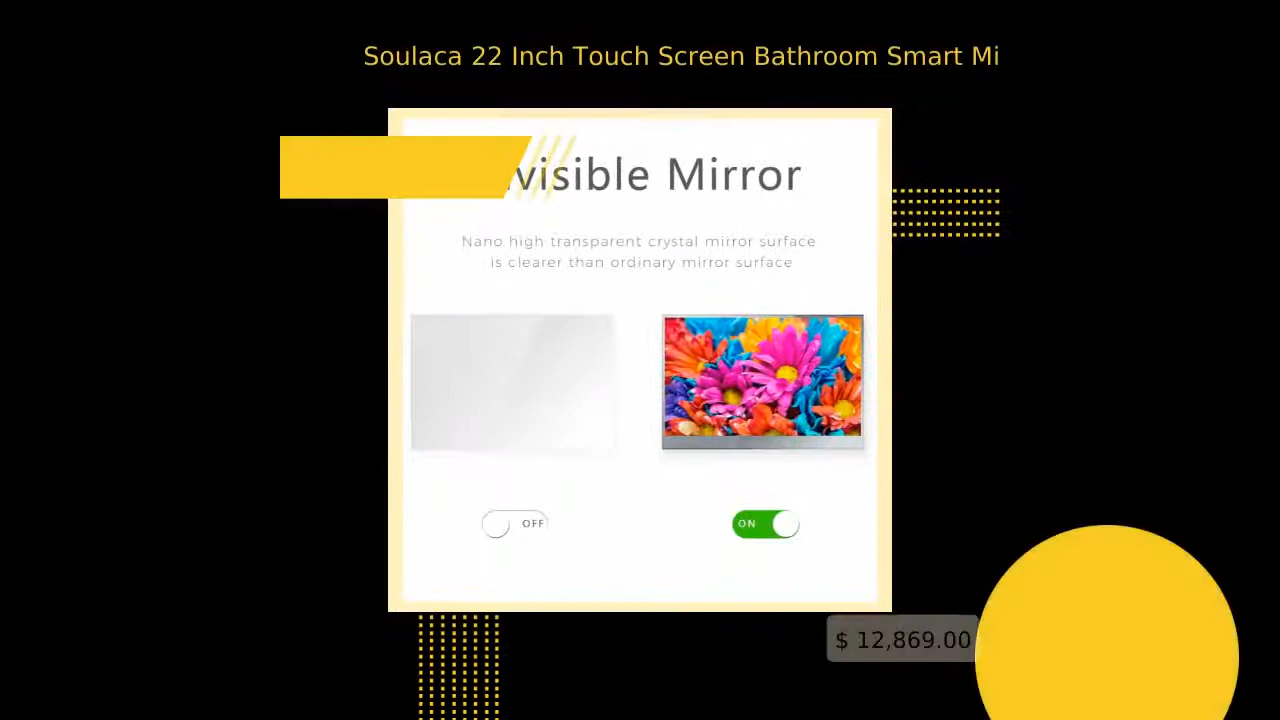 Soulaca 22 Inch Touch Screen Bathroom Smart Mi
visible Mirror
Nano high transparent crystal mirror surface
is clearer than ordinary mirror surface
OFF
ON
$ 12,869.00